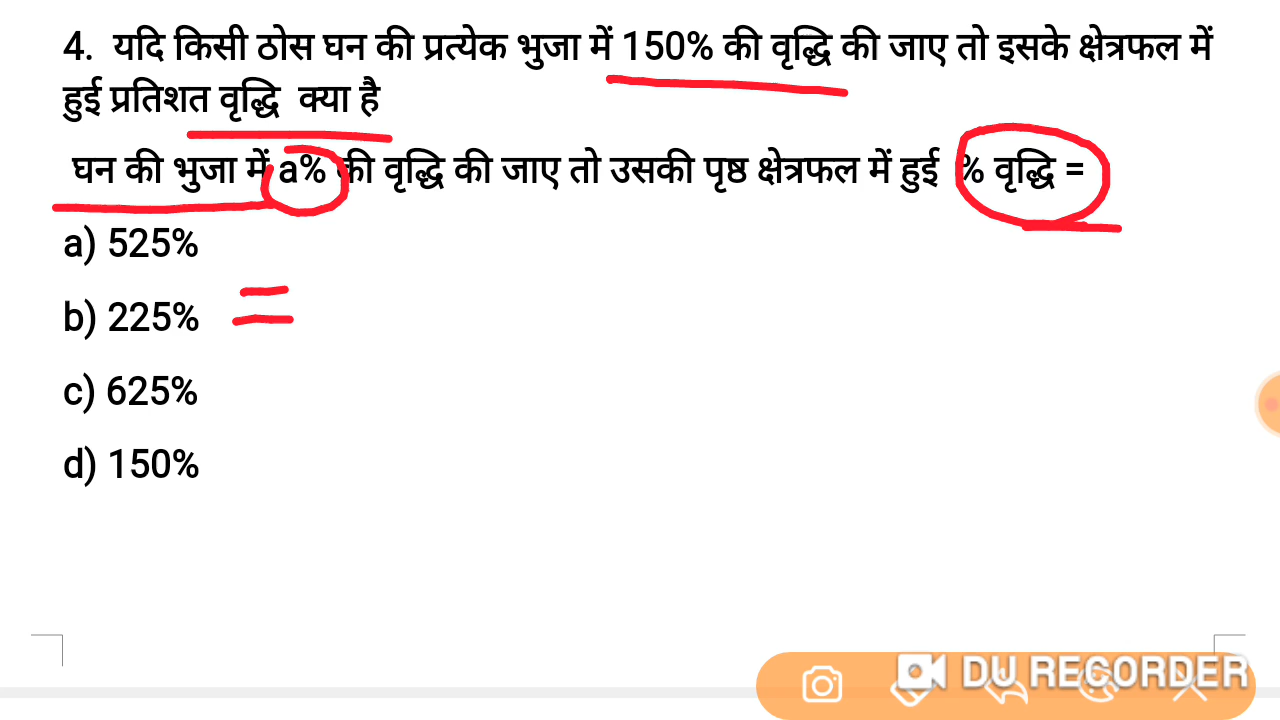 4. यदि किसी ठोस घन की प्रत्येक भुजा में 150% की वृद्धि की जाए तो इसके क्षेत्रफल में
हुई प्रतिशत वृद्धि क्या है
घन की भुजा में a% की वृद्धि की जाए तो उसकी पृष्ठ क्षेत्रफल में हुई % वृद्धि =
a) 525%
b) 225%
c) 625%
d) 150%
DU RECORDER